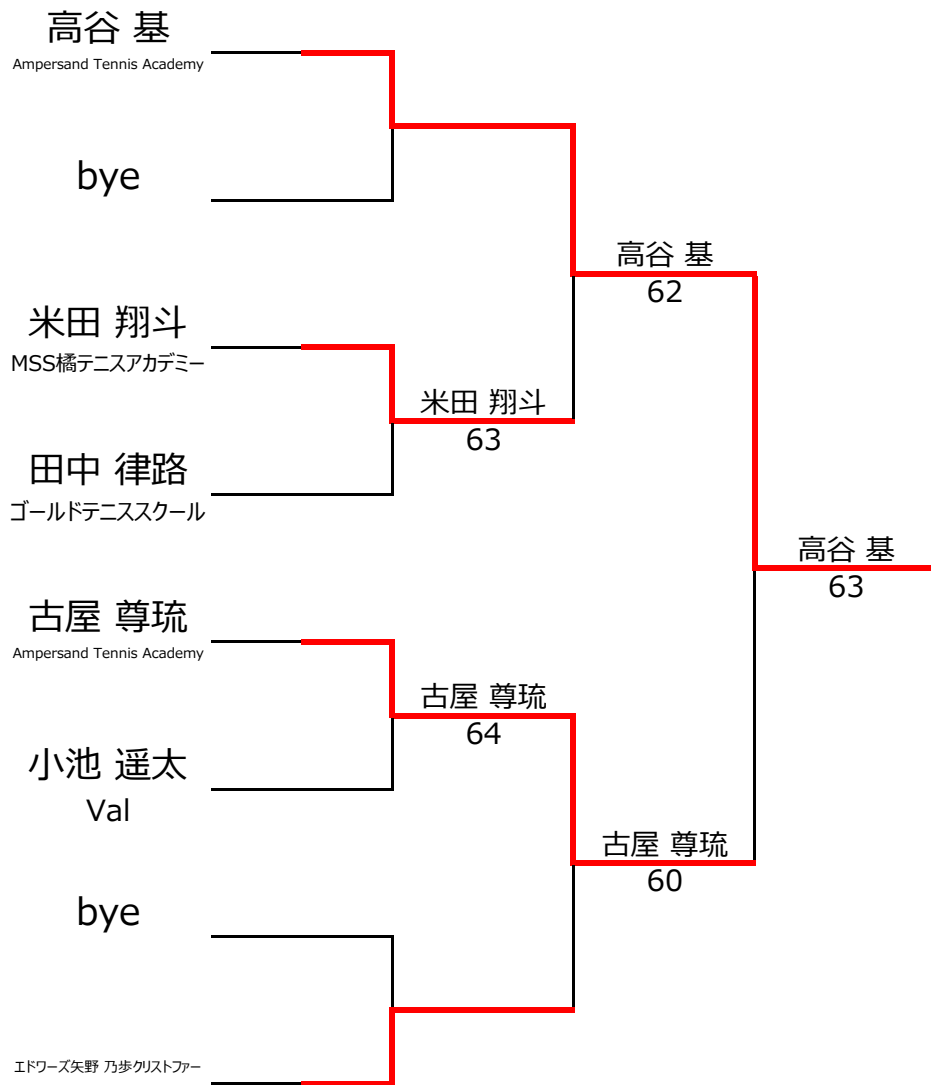 高谷 基
Ampersand Tennis Academy
bye
高谷 基
62
米田 翔斗
MSS橘テニスアカデミー
米田 翔斗
63
田中 律路
ゴールドテニススクール
高谷 基
63
古屋 尊琉
Ampersand Tennis Academy
古屋 尊琉
64
小池 遥太
Val
古屋 尊琉
60
bye
エドワーズ矢野 乃歩クリストファー